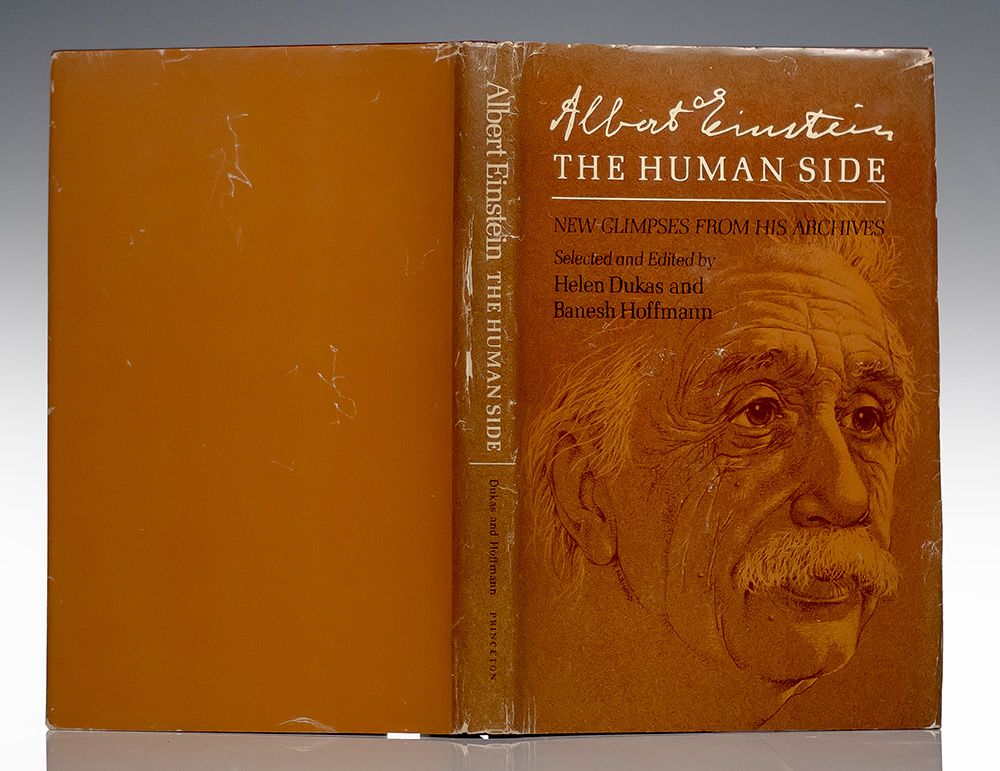 Albert Einstein THE HUMAN SIDE
Dukas and Hoffmann PRINCETON
Albert Einstein
THE HUMAN SIDE
NEW GLIMPSES FROM HIS ARCHIVES
Selected and Edited by
Helen Dukas and
Banesh Hoffmann